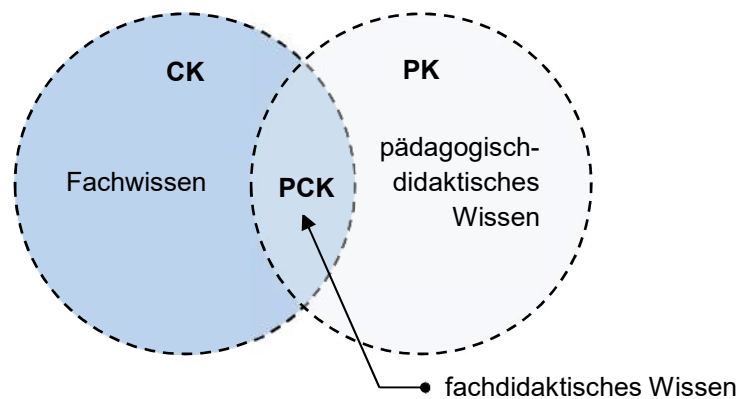 CK
PK
Fachwissen
PCK
pädagogisch-
didaktisches
Wissen
fachdidaktisches Wissen